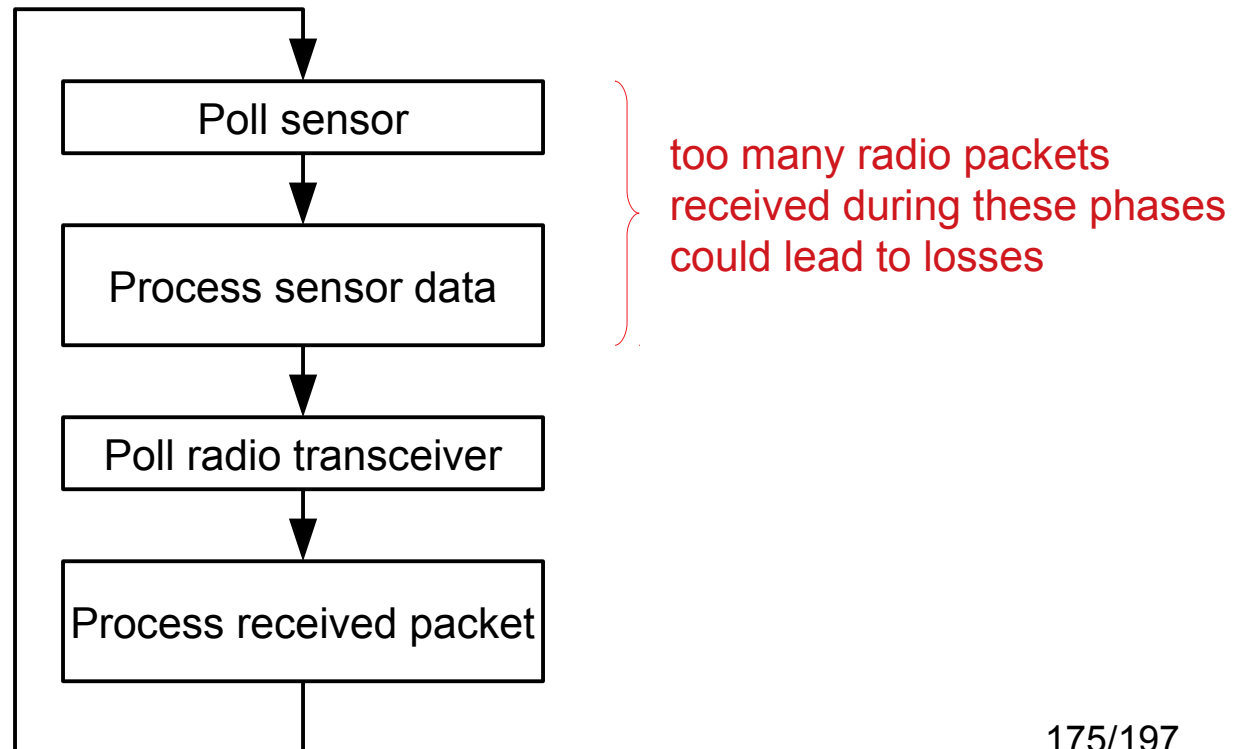 Poll sensor
too many radio packets
received during these phases
could lead to losses
Process sensor data
Poll radio transceiver
Process received packet
175/197